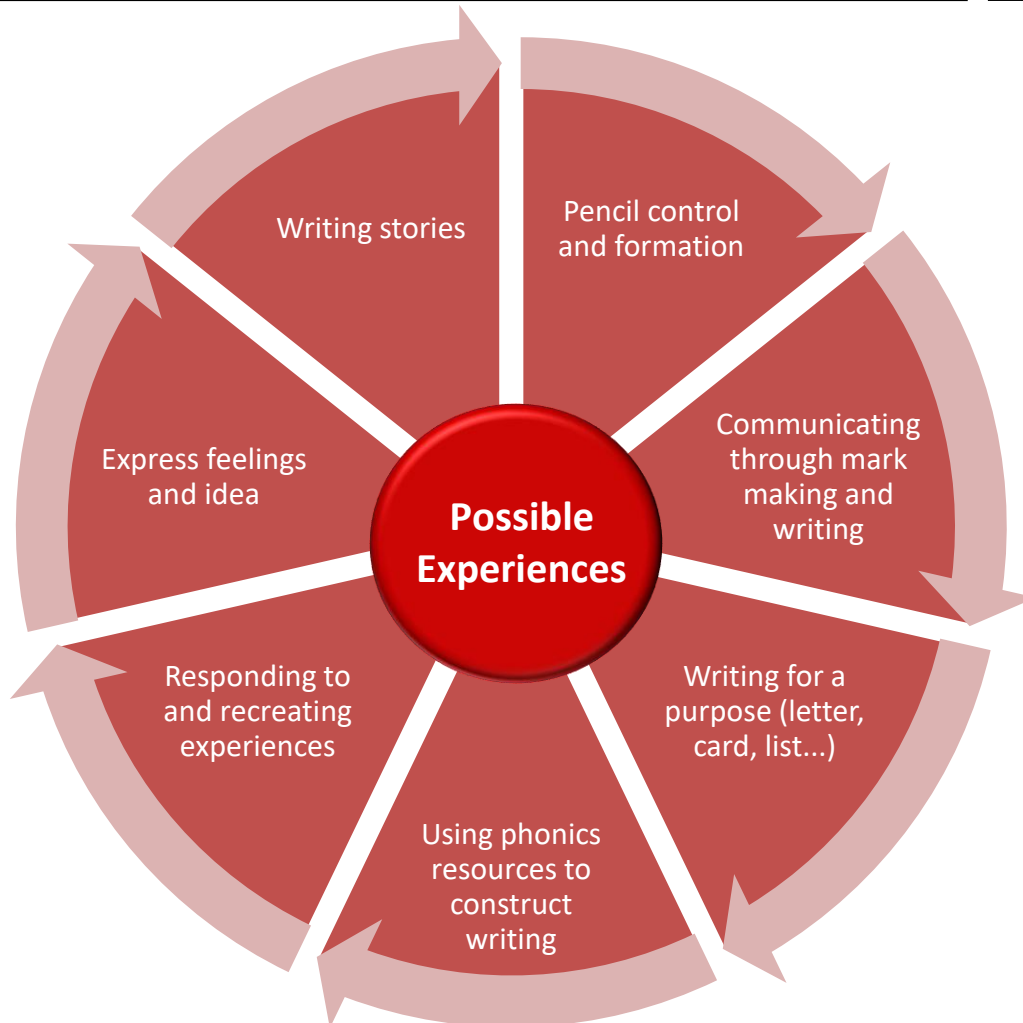 Writing stories
Pencil control
and formation
Communicating
through mark
making and
writing
Writing for a
purpose (letter,
card, list...)
Using phonics
resources to
construct
writing
Responding to
and recreating
experiences
Express feelings
and idea
Possible
Experiences